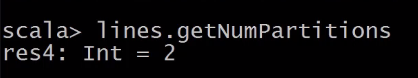 scala> lines.getNumPartitions
res4: Int = 2